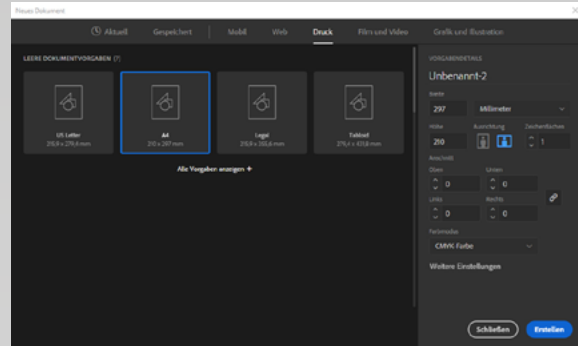 Neues Dokument
Aktuell Gespeichert Mobil Web Druck Film und Video Grafik und Illustration
LEERE DOKUMENTVORGABEN (7)
US Letter
215,9 x 279,4 mm
A4
210 x 297 mm
Legal
215,9 x 355,6 mm
Tabloid
279,4 x 431,8 mm
Alle Vorgaben anzeigen +
VORGABENDETAILS
Unbenannt-2
Breite
297 Millimeter
Höhe Ausrichtung Zeichenflächen
210 1
Anschnitt
Oben Unten
0 0
Links Rechts
0 0
Farbmodus
CMYK-Farbe
Weitere Einstellungen
Schließen Erstellen